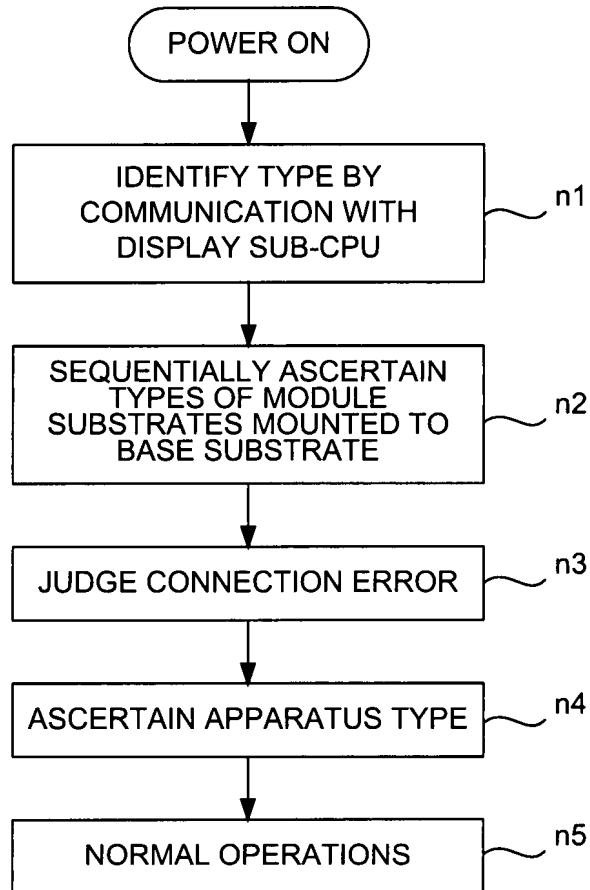 POWER ON
IDENTIFY TYPE BY
COMMUNICATION WITH
DISPLAY SUB-CPU
n1
SEQUENTIALLY ASCERTAIN
TYPES OF MODULE
SUBSTRATES MOUNTED TO
BASE SUBSTRATE
n2
JUDGE CONNECTION ERROR
n3
ASCERTAIN APPARATUS TYPE
n4
NORMAL OPERATIONS
n5